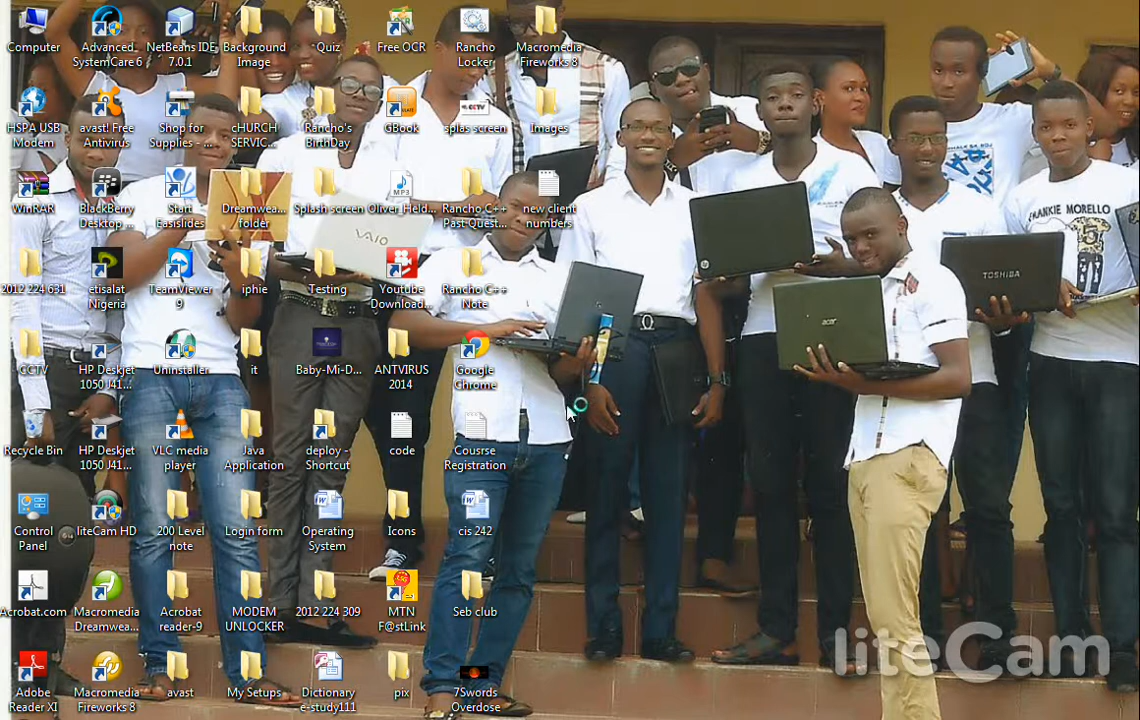 Computer
Advanced
SystemCare 6
NetBeans IDE
7.0.1
Background
Image
Quiz
Free OCR
Rancho
Locker
Macromedia
Fireworks 8
HSPA USB
Modem
avast! Free
Antivirus
Shop for
Supplies - ...
cHURCH
SERVIC...
Rancho's
BirthDay
GBook
CCTV
splas screen
Images
WinRAR
BlackBerry
Desktop ...
Start
Easislides
Dreamwea...
folder
Splash screen
MP3
Oliver_Held...
Rancho C++
Past Quest...
new client
numbers
2012 224 631
etisalat
Nigeria
TeamViewer
9
iphie
Testing
Youtube
Download...
Rancho C++
Note
CCTV
HP Deskjet
1050 J41...
Uninstaller
it
Baby-Mi-D...
ANTIVIRUS
2014
Google
Chrome
Recycle Bin
HP Deskjet
1050 J41...
VLC media
player
Java
Application
deploy -
Shortcut
code
Cousrse
Registration
Control
Panel
liteCam HD
200 Level
note
Login form
Operating
System
Icons
cis 242
Acrobat.com
Macromedia
Dreamwea...
Acrobat
reader-9
MODEM
UNLOCKER
2012 224 309
MTN
F@stLink
Seb club
Adobe
Reader XI
Macromedia
Fireworks 8
avast
My Setups
Dictionary
e-study111
pix
7Swords
Overdose
VAIO
hp
acer
TOSHIBA
FRANKIE MORELLO
liteCam